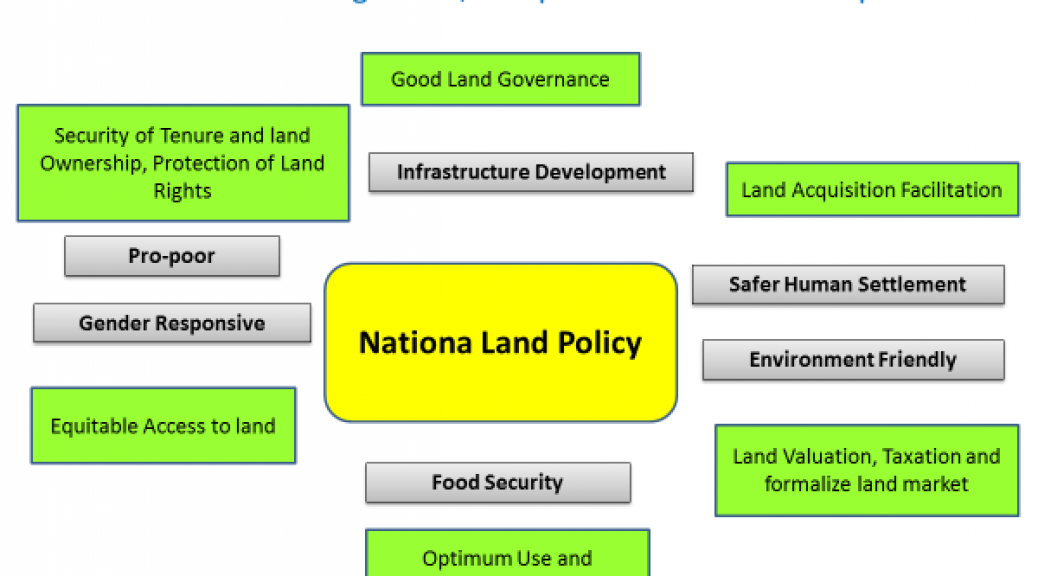 Good Land Governance
Security of Tenure and land
Ownership, Protection of Land
Rights
Infrastructure Development
Land Acquisition Facilitation
Pro-poor
Safer Human Settlement
Gender Responsive
Nationa Land Policy
Environment Friendly
Equitable Access to land
Land Valuation, Taxation and
formalize land market
Food Security
Optimum Use and